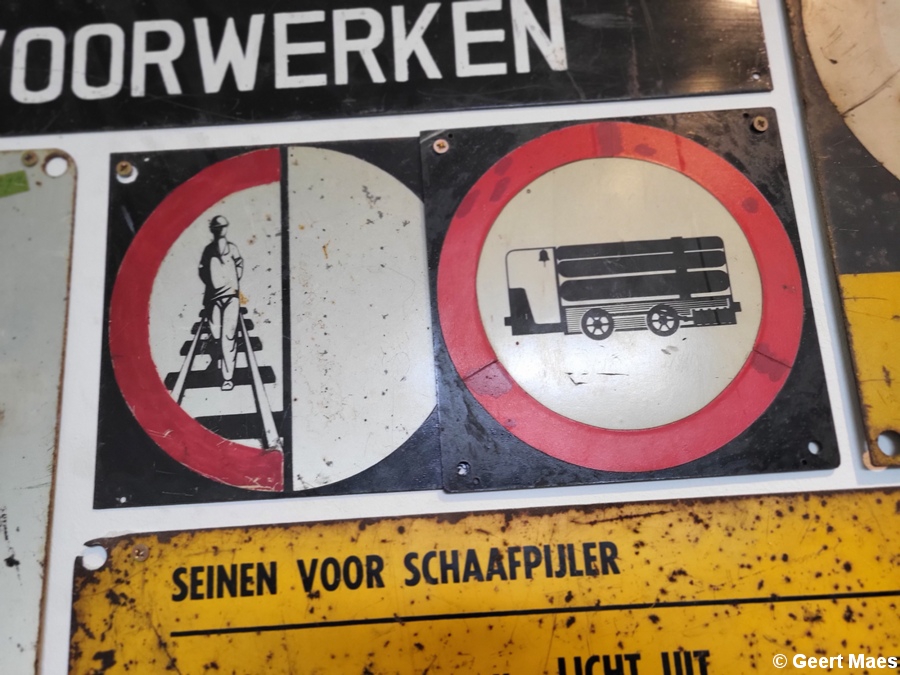 VOORWERKEN
SEINEN VOOR SCHAAFPIJLER
LICHT UIT
© Geert Maes